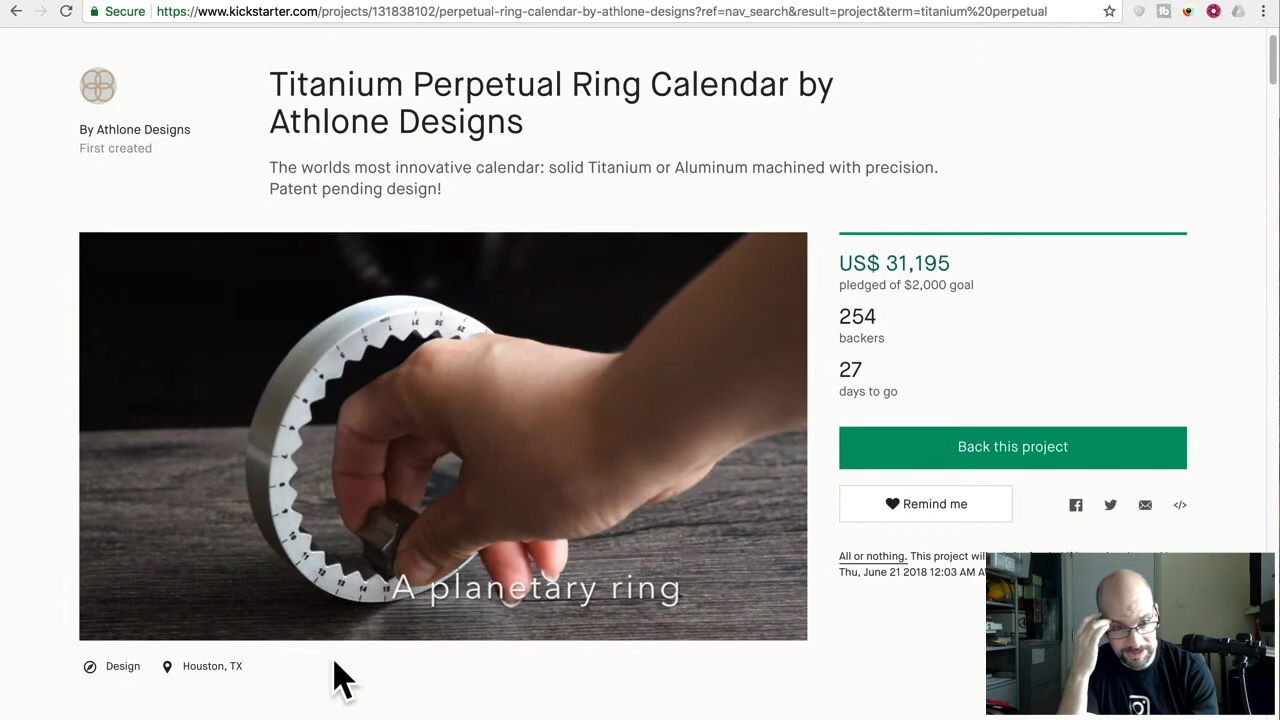 Secure https://www.kickstarter.com/projects/131838102/perpetual-ring-calendar-by-athlone-designs?ref=nav_search&result=project&term=titanium%20perpetual
Titanium Perpetual Ring Calendar by
Athlone Designs
By Athlone Designs
First created
The worlds most innovative calendar: solid Titanium or Aluminum machined with precision.
Patent pending design!
US$ 31,195
pledged of $2,000 goal
254
backers
27
days to go
Back this project
Remind me
All or nothing. This project
Thu, June 21 2018 12:03 AM
A planetary ring
Design
Houston, TX